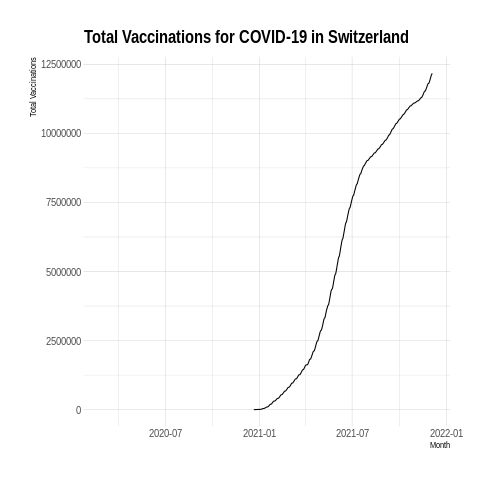 Total Vaccinations for COVID-19 in Switzerland
Total Vaccinations
12500000
10000000
7500000
5000000
2500000
0
2020-07 2021-01 2021-07 2022-01
Month